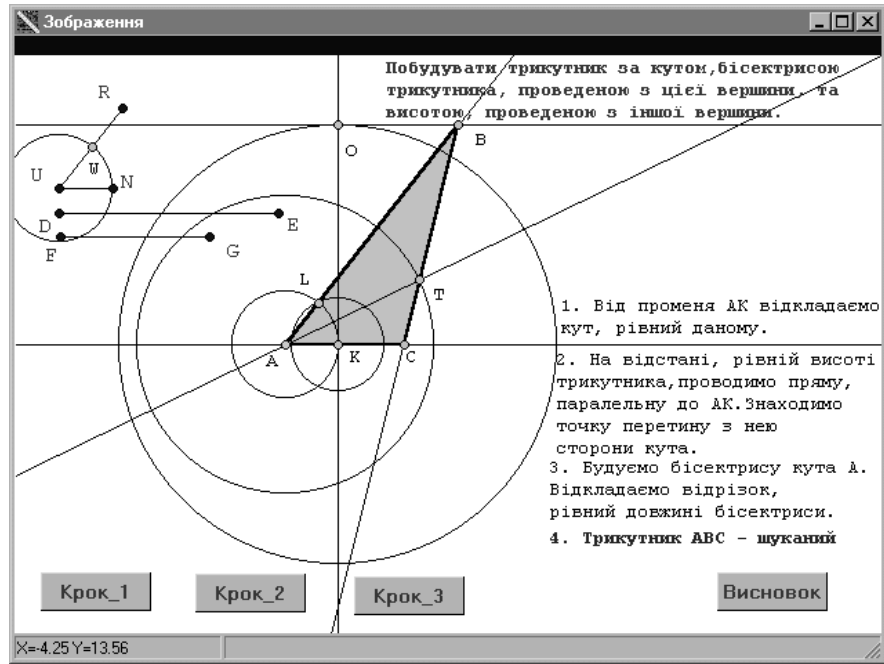 Зображення
Побудувати трикутник за кутом,бісектрисою
трикутника, проведеною з цієї вершини, та
висотою, проведеною з іншої вершини.
R
O
B
W
U
N
D
E
F
G
L
T
A
K
C
1. Від променя АК відкладаємо
кут, рівний даному.
2. На відстані, рівній висоті
трикутника,проводимо пряму,
паралельну до АК.Знаходимо
точку перетину з нею
сторони кута.
3. Будуємо бісектрису кута А.
Відкладаємо відрізок,
рівний довжині бісектриси.
4. Трикутник АВС - шуканий
Крок_1
Крок_2
Крок_3
Висновок
X=-4.25 Y=13.56